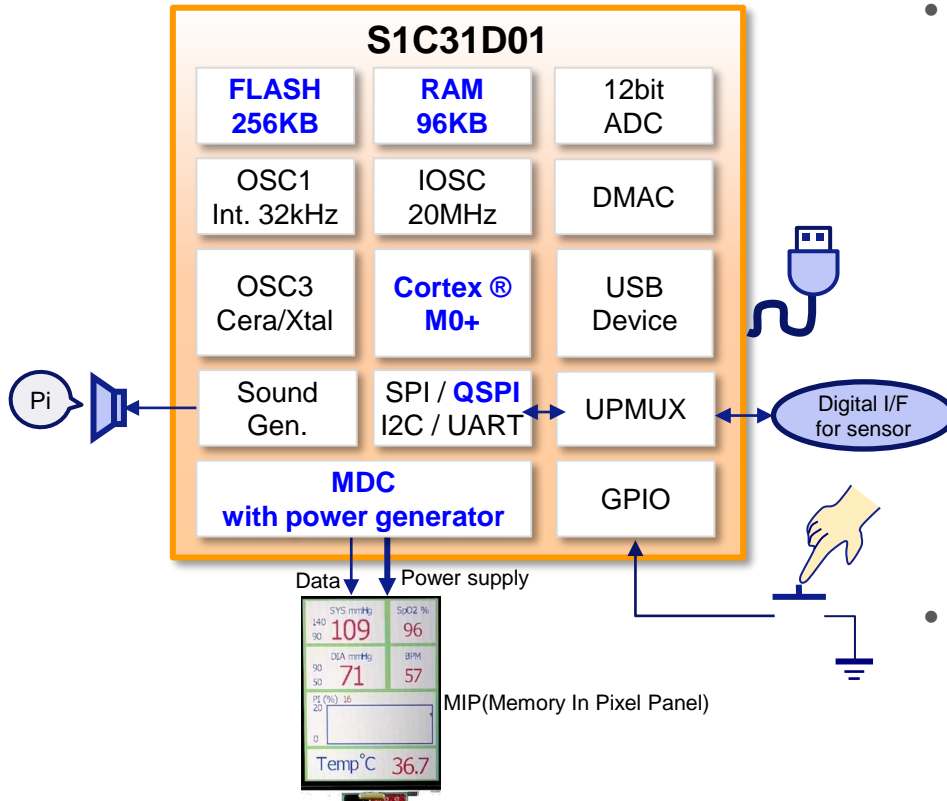 S1C31D01
FLASH
256KB
RAM
96KB
12bit
ADC
OSC1
Int. 32kHz
IOSC
20MHz
DMAC
OSC3
Cera/Xtal
Cortex ®
M0+
USB
Device
Pi
Sound
Gen.
SPI / QSPI
I2C / UART
UPMUX
Digital I/F
for sensor
MDC
with power generator
GPIO
Data
Power supply
SYS mmHg
140
90
109
SpO2 %
96
DIA mmHg
90
50
71
BPM
57
PI (%) 16
20
0
Temp°C 36.7
MIP(Memory In Pixel Panel)